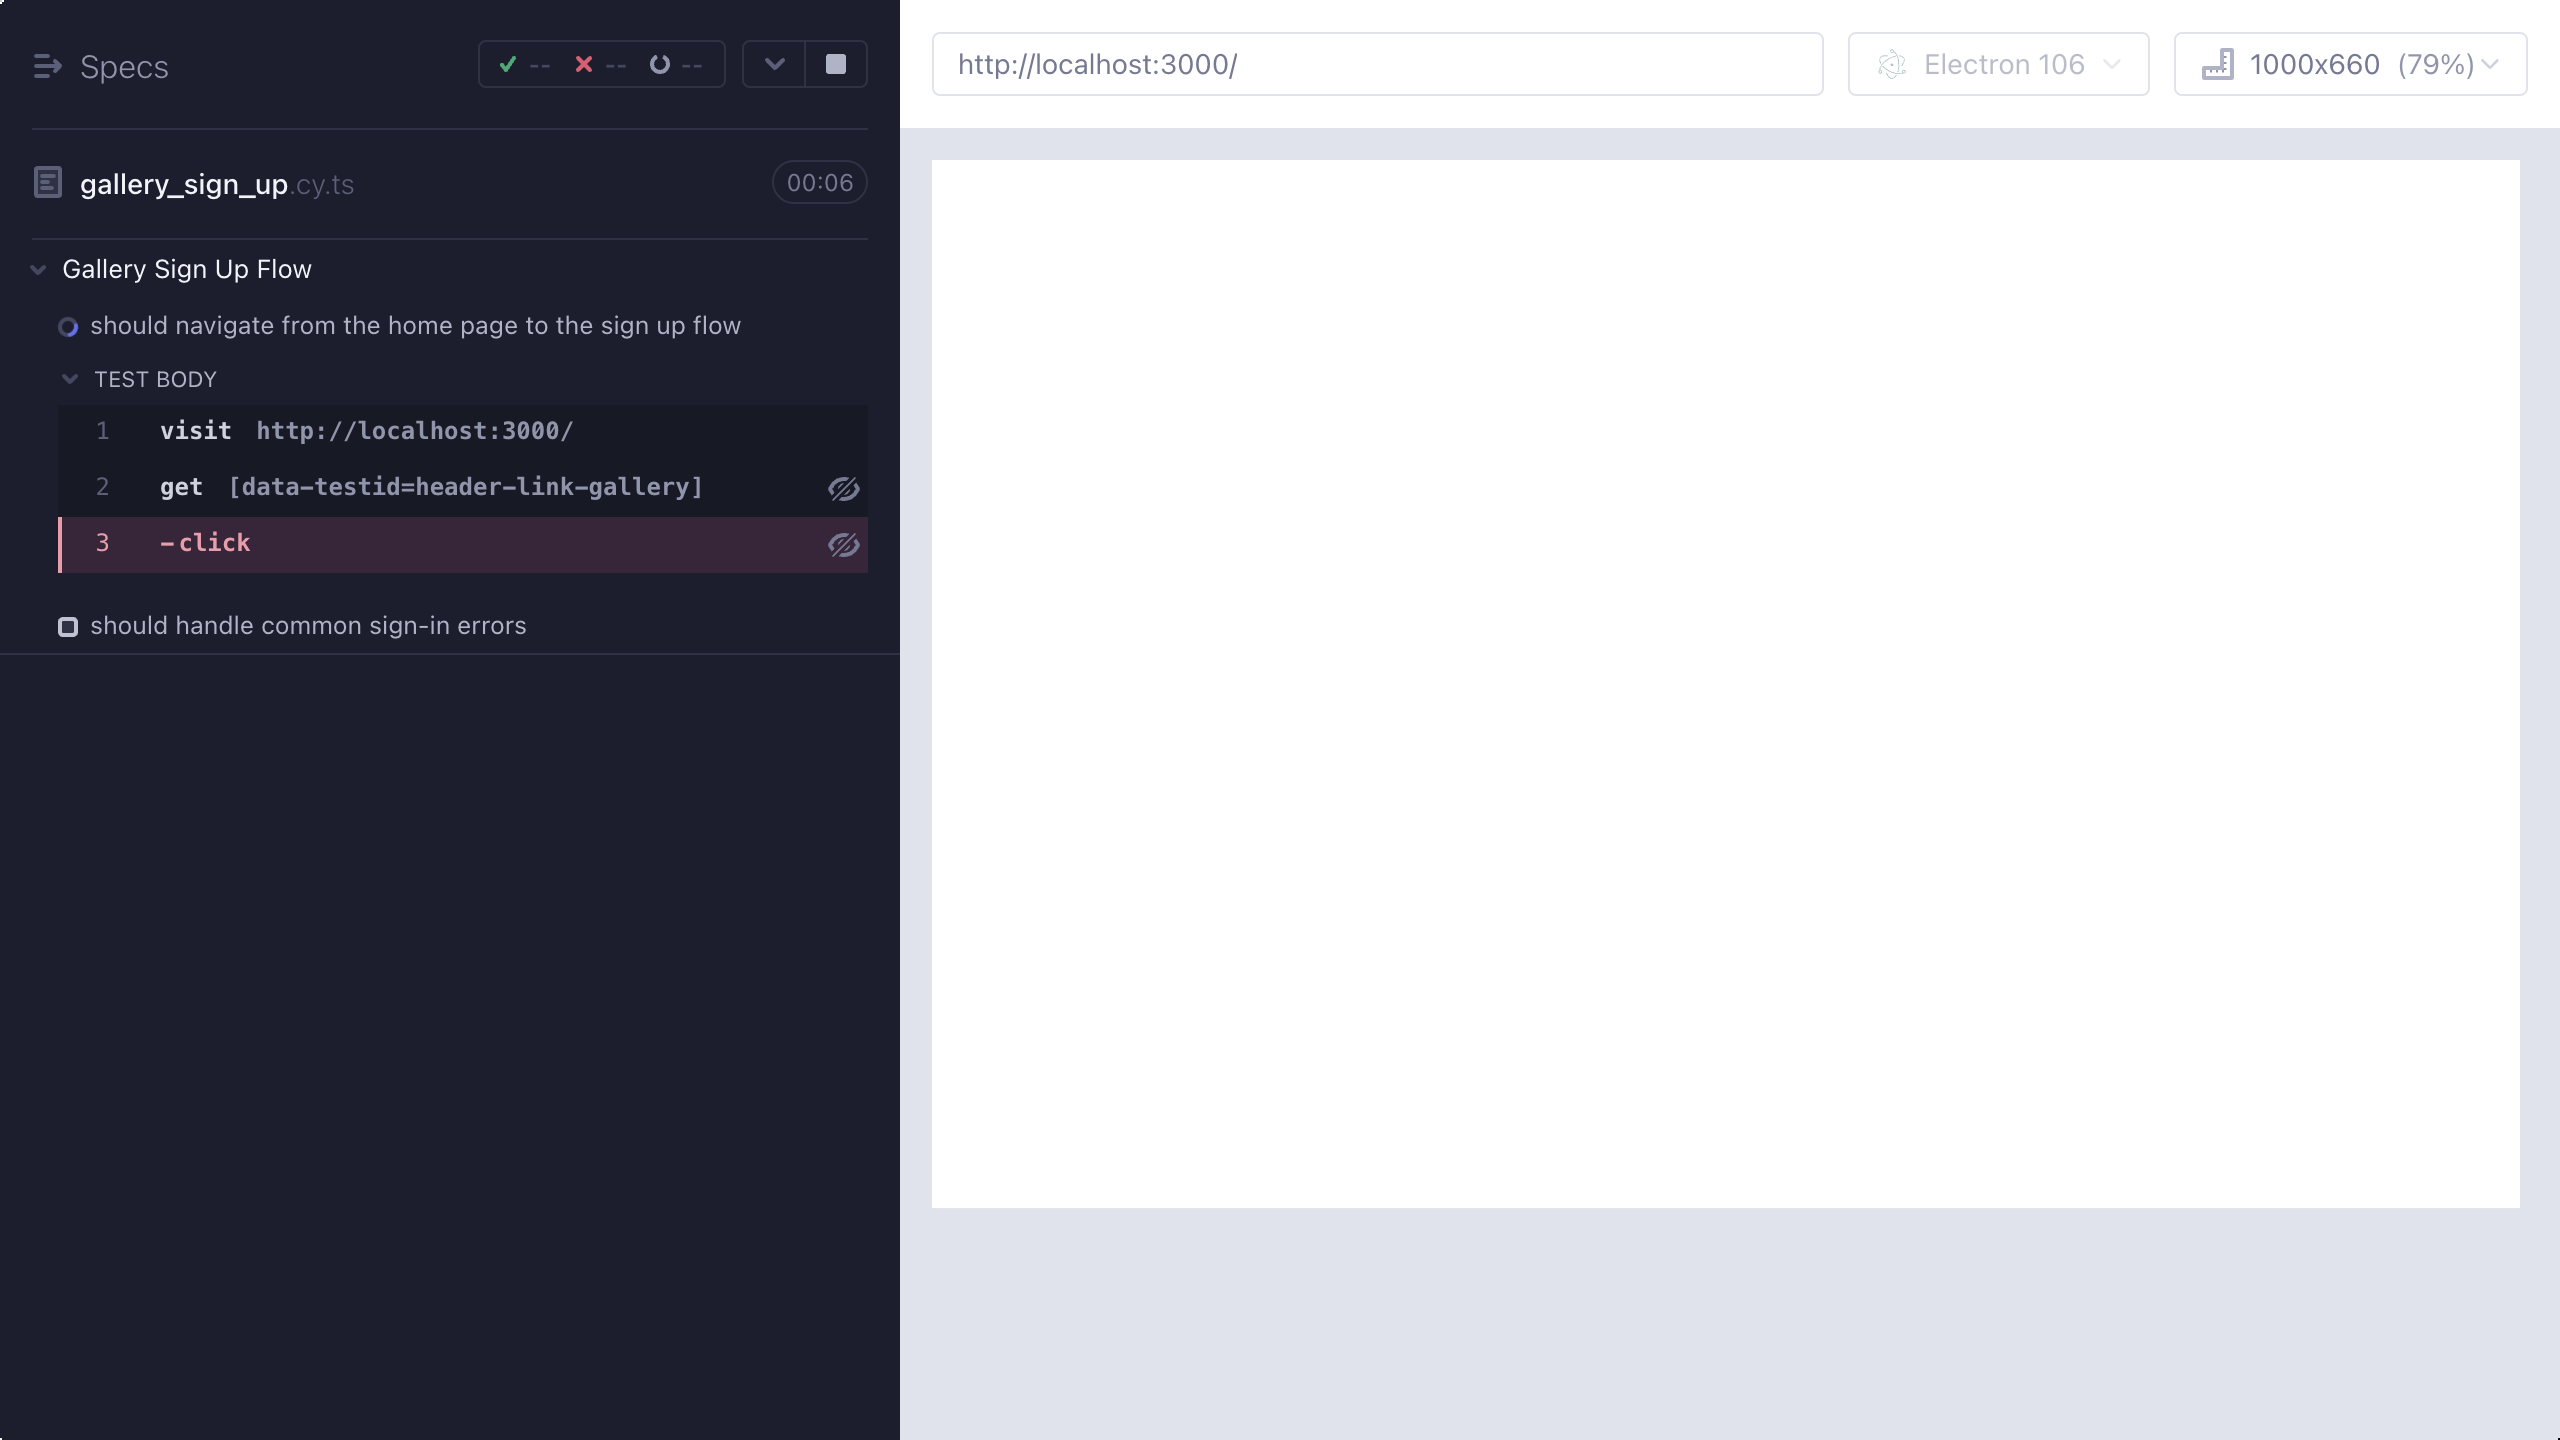 Specs
-- -- --
gallery_sign_up.cy.ts
00:06
Gallery Sign Up Flow
should navigate from the home page to the sign up flow
TEST BODY
1 visit http://localhost:3000/
2 get [data-testid=header-link-gallery]
3 -click
should handle common sign-in errors
http://localhost:3000/
Electron 106
1000x660 (79%)